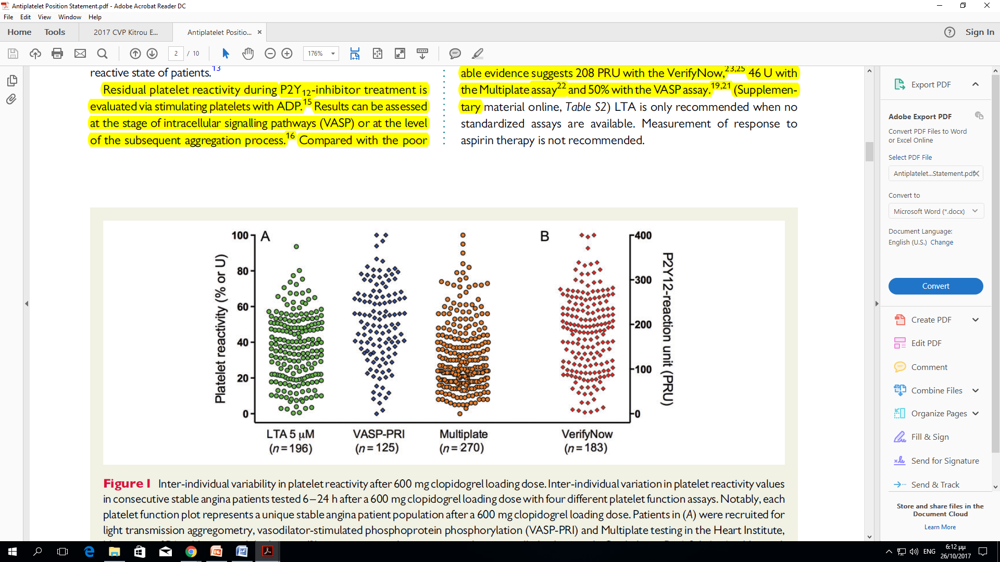 Antiplatelet Position Statement.pdf - Adobe Acrobat Reader DC
File Edit View Window Help
Home Tools 2017 CVP Kitrou E... Antiplatelet Positio... × Sign In
2 / 10 176%
reactive state of patients.13
Residual platelet reactivity during P2Y12-inhibitor treatment is
evaluated via stimulating platelets with ADP.15 Results can be assessed
at the stage of intracellular signalling pathways (VASP) or at the level
of the subsequent aggregation process.16 Compared with the poor
able evidence suggests 208 PRU with the VerifyNow,23,25 46 U with
the Multiplate assay22 and 50% with the VASP assay.19,21 (Supplemen-
tary material online, Table S2) LTA is only recommended when no
standardized assays are available. Measurement of response to
aspirin therapy is not recommended.
A
B
Platelet reactivity (% or U)
100
80
60
40
20
0
400
300
200
100
0
P2Y12-reaction unit (PRU)
LTA 5 µM
(n=196)
VASP-PRI
(n=125)
Multiplate
(n=270)
VerifyNow
(n=183)
Figure I Inter-individual variability in platelet reactivity after 600 mg clopidogrel loading dose. Inter-individual variation in platelet reactivity values
in consecutive stable angina patients tested 6–24 h after a 600 mg clopidogrel loading dose with four different platelet function assays. Notably, each
platelet function plot represents a unique stable angina patient population after a 600 mg clopidogrel loading dose. Patients in (A) were recruited for
light transmission aggregometry, vasodilator-stimulated phosphoprotein phosphorylation (VASP-PRI) and Multiplate testing in the Heart Institute,
Export PDF
Adobe Export PDF
Convert PDF Files to Word
or Excel Online
Select PDF File
Antiplatelet...Statement.pdf
Convert to
Microsoft Word (*.docx)
Document Language:
English (U.S.) Change
Convert
Create PDF
Edit PDF
Comment
Combine Files
Organize Pages
Fill & Sign
Send for Signature
Send & Track
Store and share files in the
Document Cloud
Learn More
ENG
6:12 μμ
26/10/2017